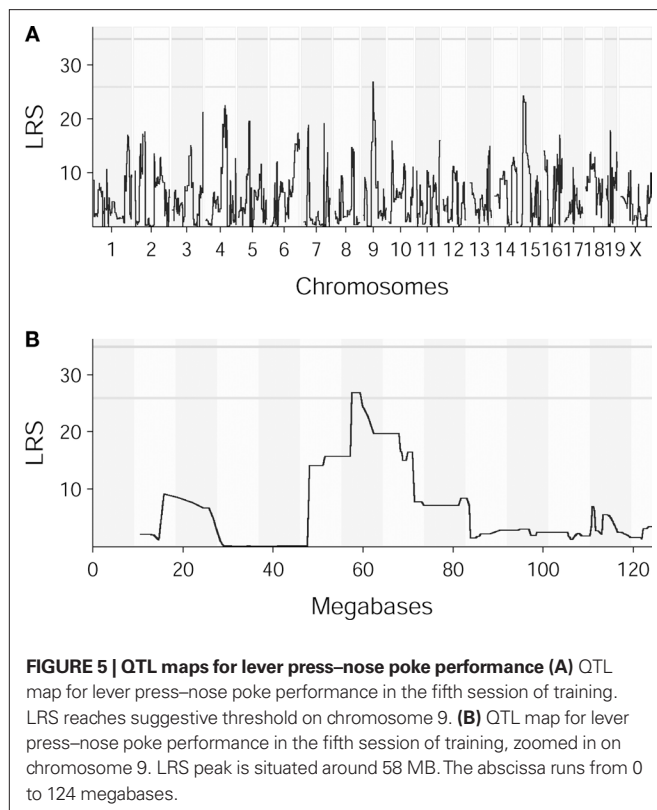 A
30
20
10
LRS
1 2 3 4 5 6 7 8 9 10 11 12 13 14 15 16 17 18 19 X
Chromosomes
B
30
20
10
LRS
0 20 40 60 80 100 120
Megabases
FIGURE 5 | QTL maps for lever press–nose poke performance (A) QTL
map for lever press–nose poke performance in the fifth session of training.
LRS reaches suggestive threshold on chromosome 9. (B) QTL map for lever
press–nose poke performance in the fifth session of training, zoomed in on
chromosome 9. LRS peak is situated around 58 MB. The abscissa runs from 0
to 124 megabases.